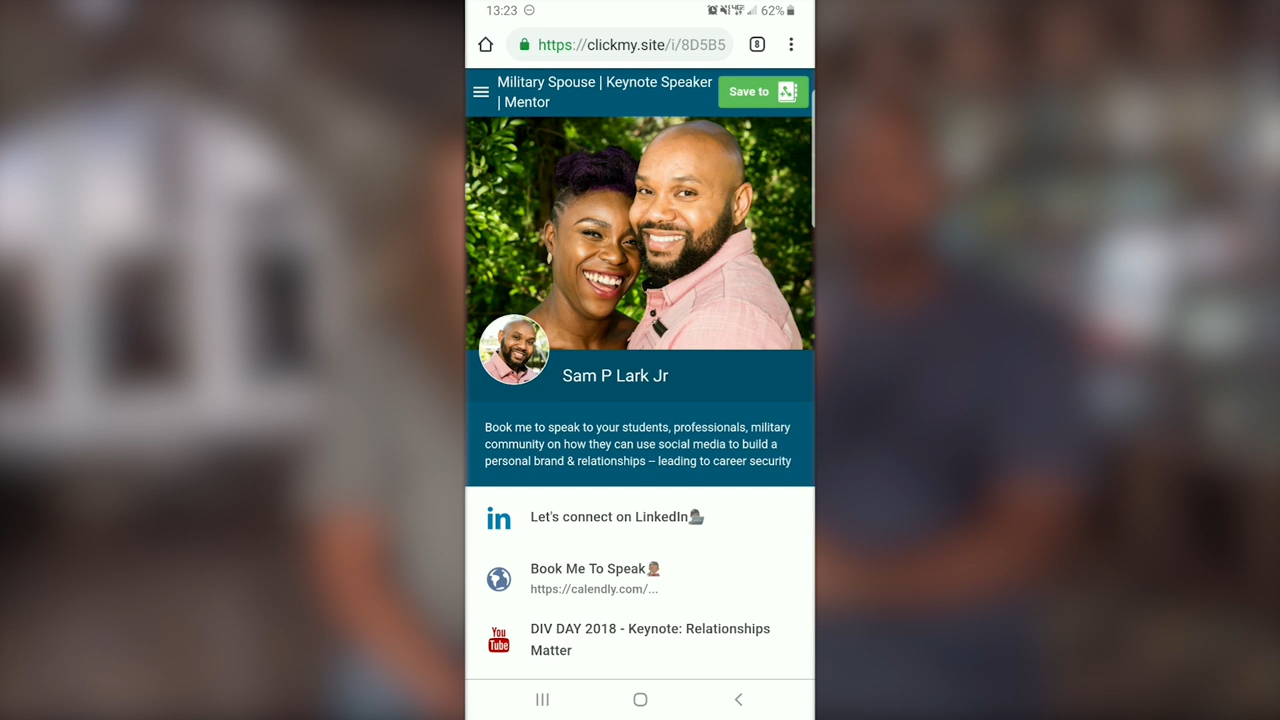 13:23
62%
https://clickmy.site/i/8D5B5
8
Military Spouse | Keynote Speaker
| Mentor
Save to
Sam P Lark Jr
Book me to speak to your students, professionals, military
community on how they can use social media to build a
personal brand & relationships – leading to career security
in
Let's connect on LinkedIn
Book Me To Speak
https://calendly.com/...
You
Tube
DIV DAY 2018 - Keynote: Relationships
Matter